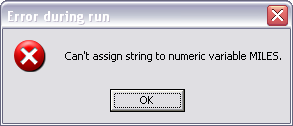 Error during run
Can't assign string to numeric variable MILES.
OK